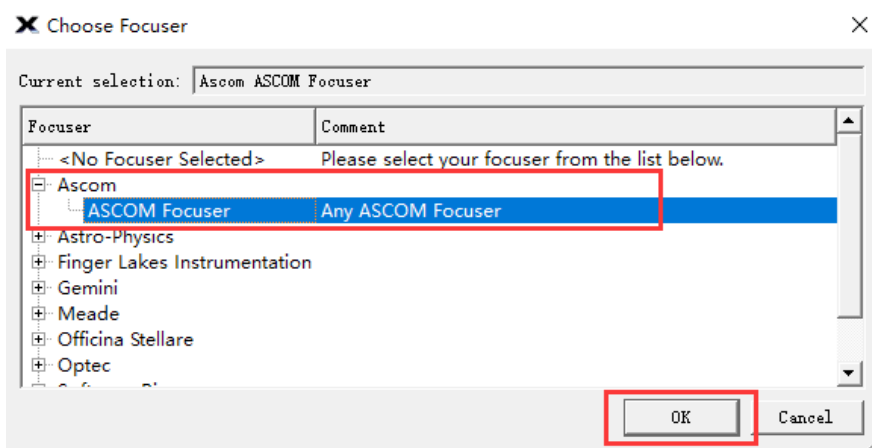 Choose Focuser
Current selection: Ascom ASCOM Focuser
Focuser Comment
<No Focuser Selected> Please select your focuser from the list below.
Ascom
ASCOM Focuser Any ASCOM Focuser
Astro-Physics
Finger Lakes Instrumentation
Gemini
Meade
Officina Stellare
Optec
OK Cancel